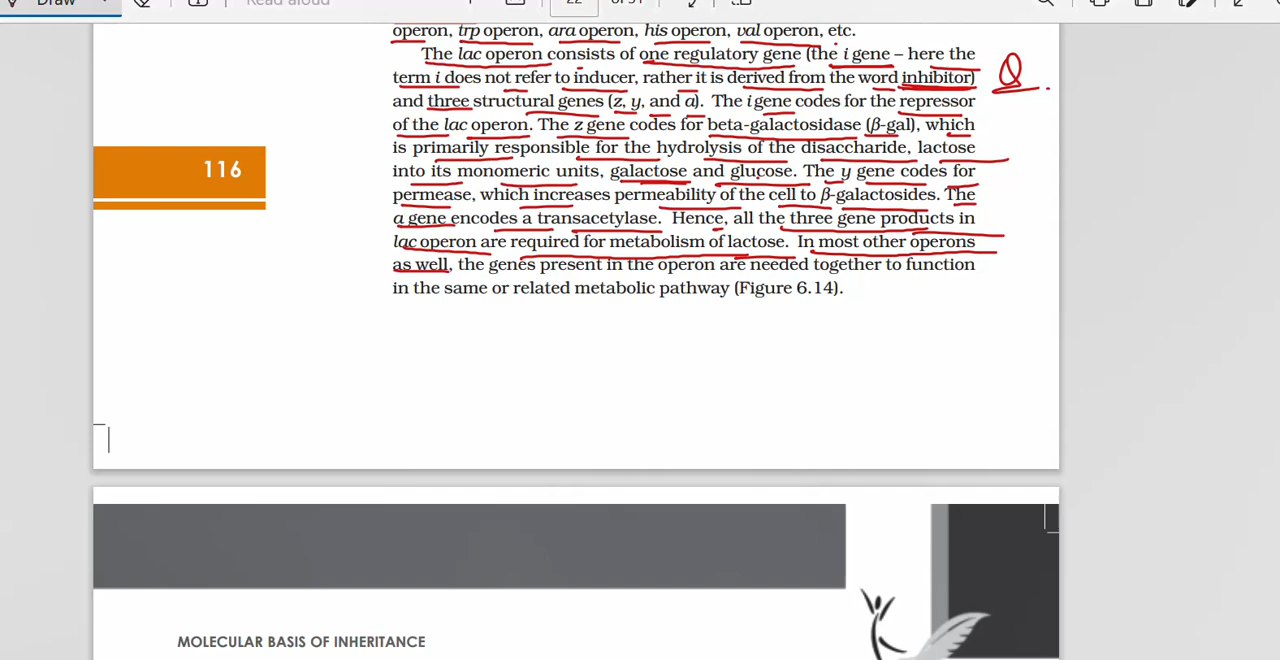 Draw
Read aloud
22
of 31
operon, trp operon, ara operon, his operon, val operon, etc.
The lac operon consists of one regulatory gene (the i gene – here the
term i does not refer to inducer, rather it is derived from the word inhibitor)
and three structural genes (z, y, and a). The i gene codes for the repressor
of the lac operon. The z gene codes for beta-galactosidase (β-gal), which
is primarily responsible for the hydrolysis of the disaccharide, lactose
into its monomeric units, galactose and glucose. The y gene codes for
permease, which increases permeability of the cell to β-galactosides. The
a gene encodes a transacetylase. Hence, all the three gene products in
lac operon are required for metabolism of lactose. In most other operons
as well, the genes present in the operon are needed together to function
in the same or related metabolic pathway (Figure 6.14).
Q
116
MOLECULAR BASIS OF INHERITANCE